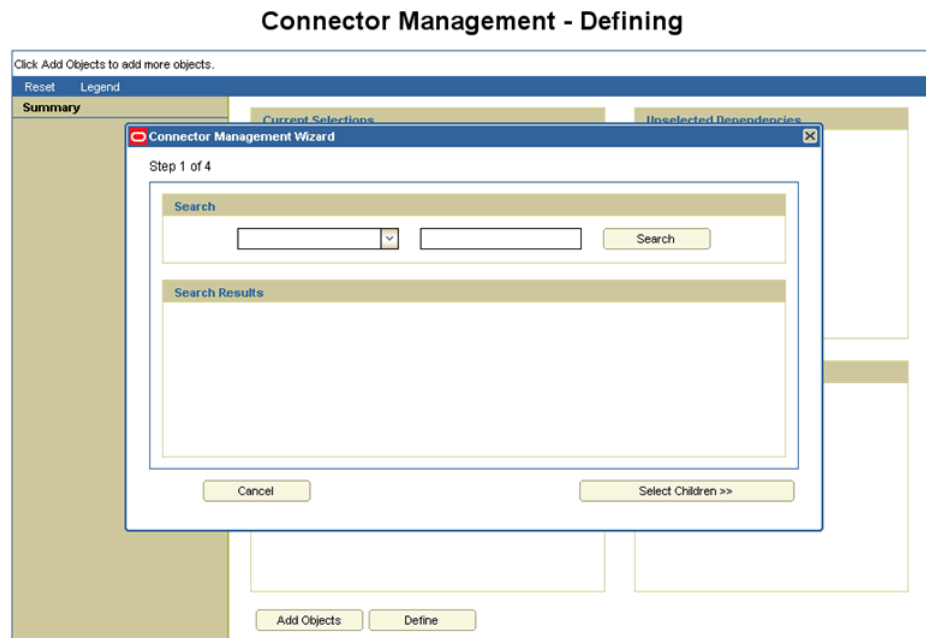 Connector Management - Defining
Click Add Objects to add more objects.
Reset Legend
Summary
Current Selections
Unselected Dependencies
Connector Management Wizard
Step 1 of 4
Search
Search
Search Results
Cancel
Select Children >>
Add Objects
Define